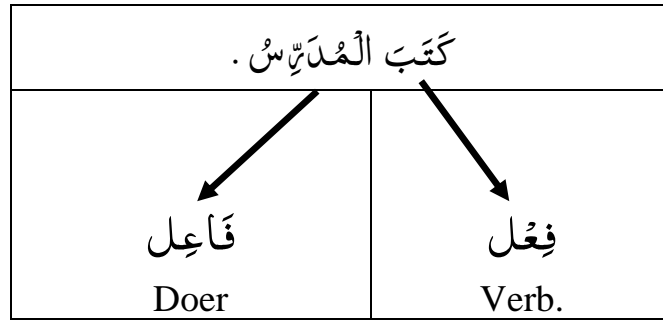 كَتَبَ الْمُدَرِّسُ .
فِعْل فَاعِل
Verb. Doer